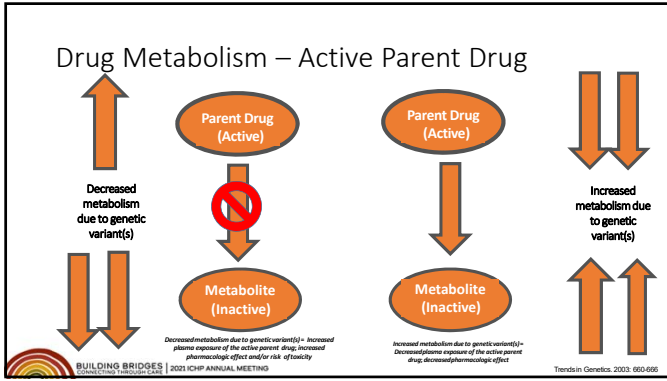 Drug Metabolism – Active Parent Drug
Parent Drug
(Active)
Parent Drug
(Active)
Decreased
metabolism
due to genetic
variant(s)
Increased
metabolism due
to genetic
variant(s)
Metabolite
(Inactive)
Metabolite
(Inactive)
Decreased metabolism due to genetic variant(s) = Increased
plasma exposure of the active parent drug; increased
pharmacologic effect and/or risk of toxicity
Increased metabolism due to genetic variant(s)=
Decreased plasma exposure of the active parent
drug; decreased pharmacologic effect
BUILDING BRIDGES | 2021 ICHP ANNUAL MEETING
CONNECTING THROUGH CARE
Trends in Genetics. 2003: 660-666